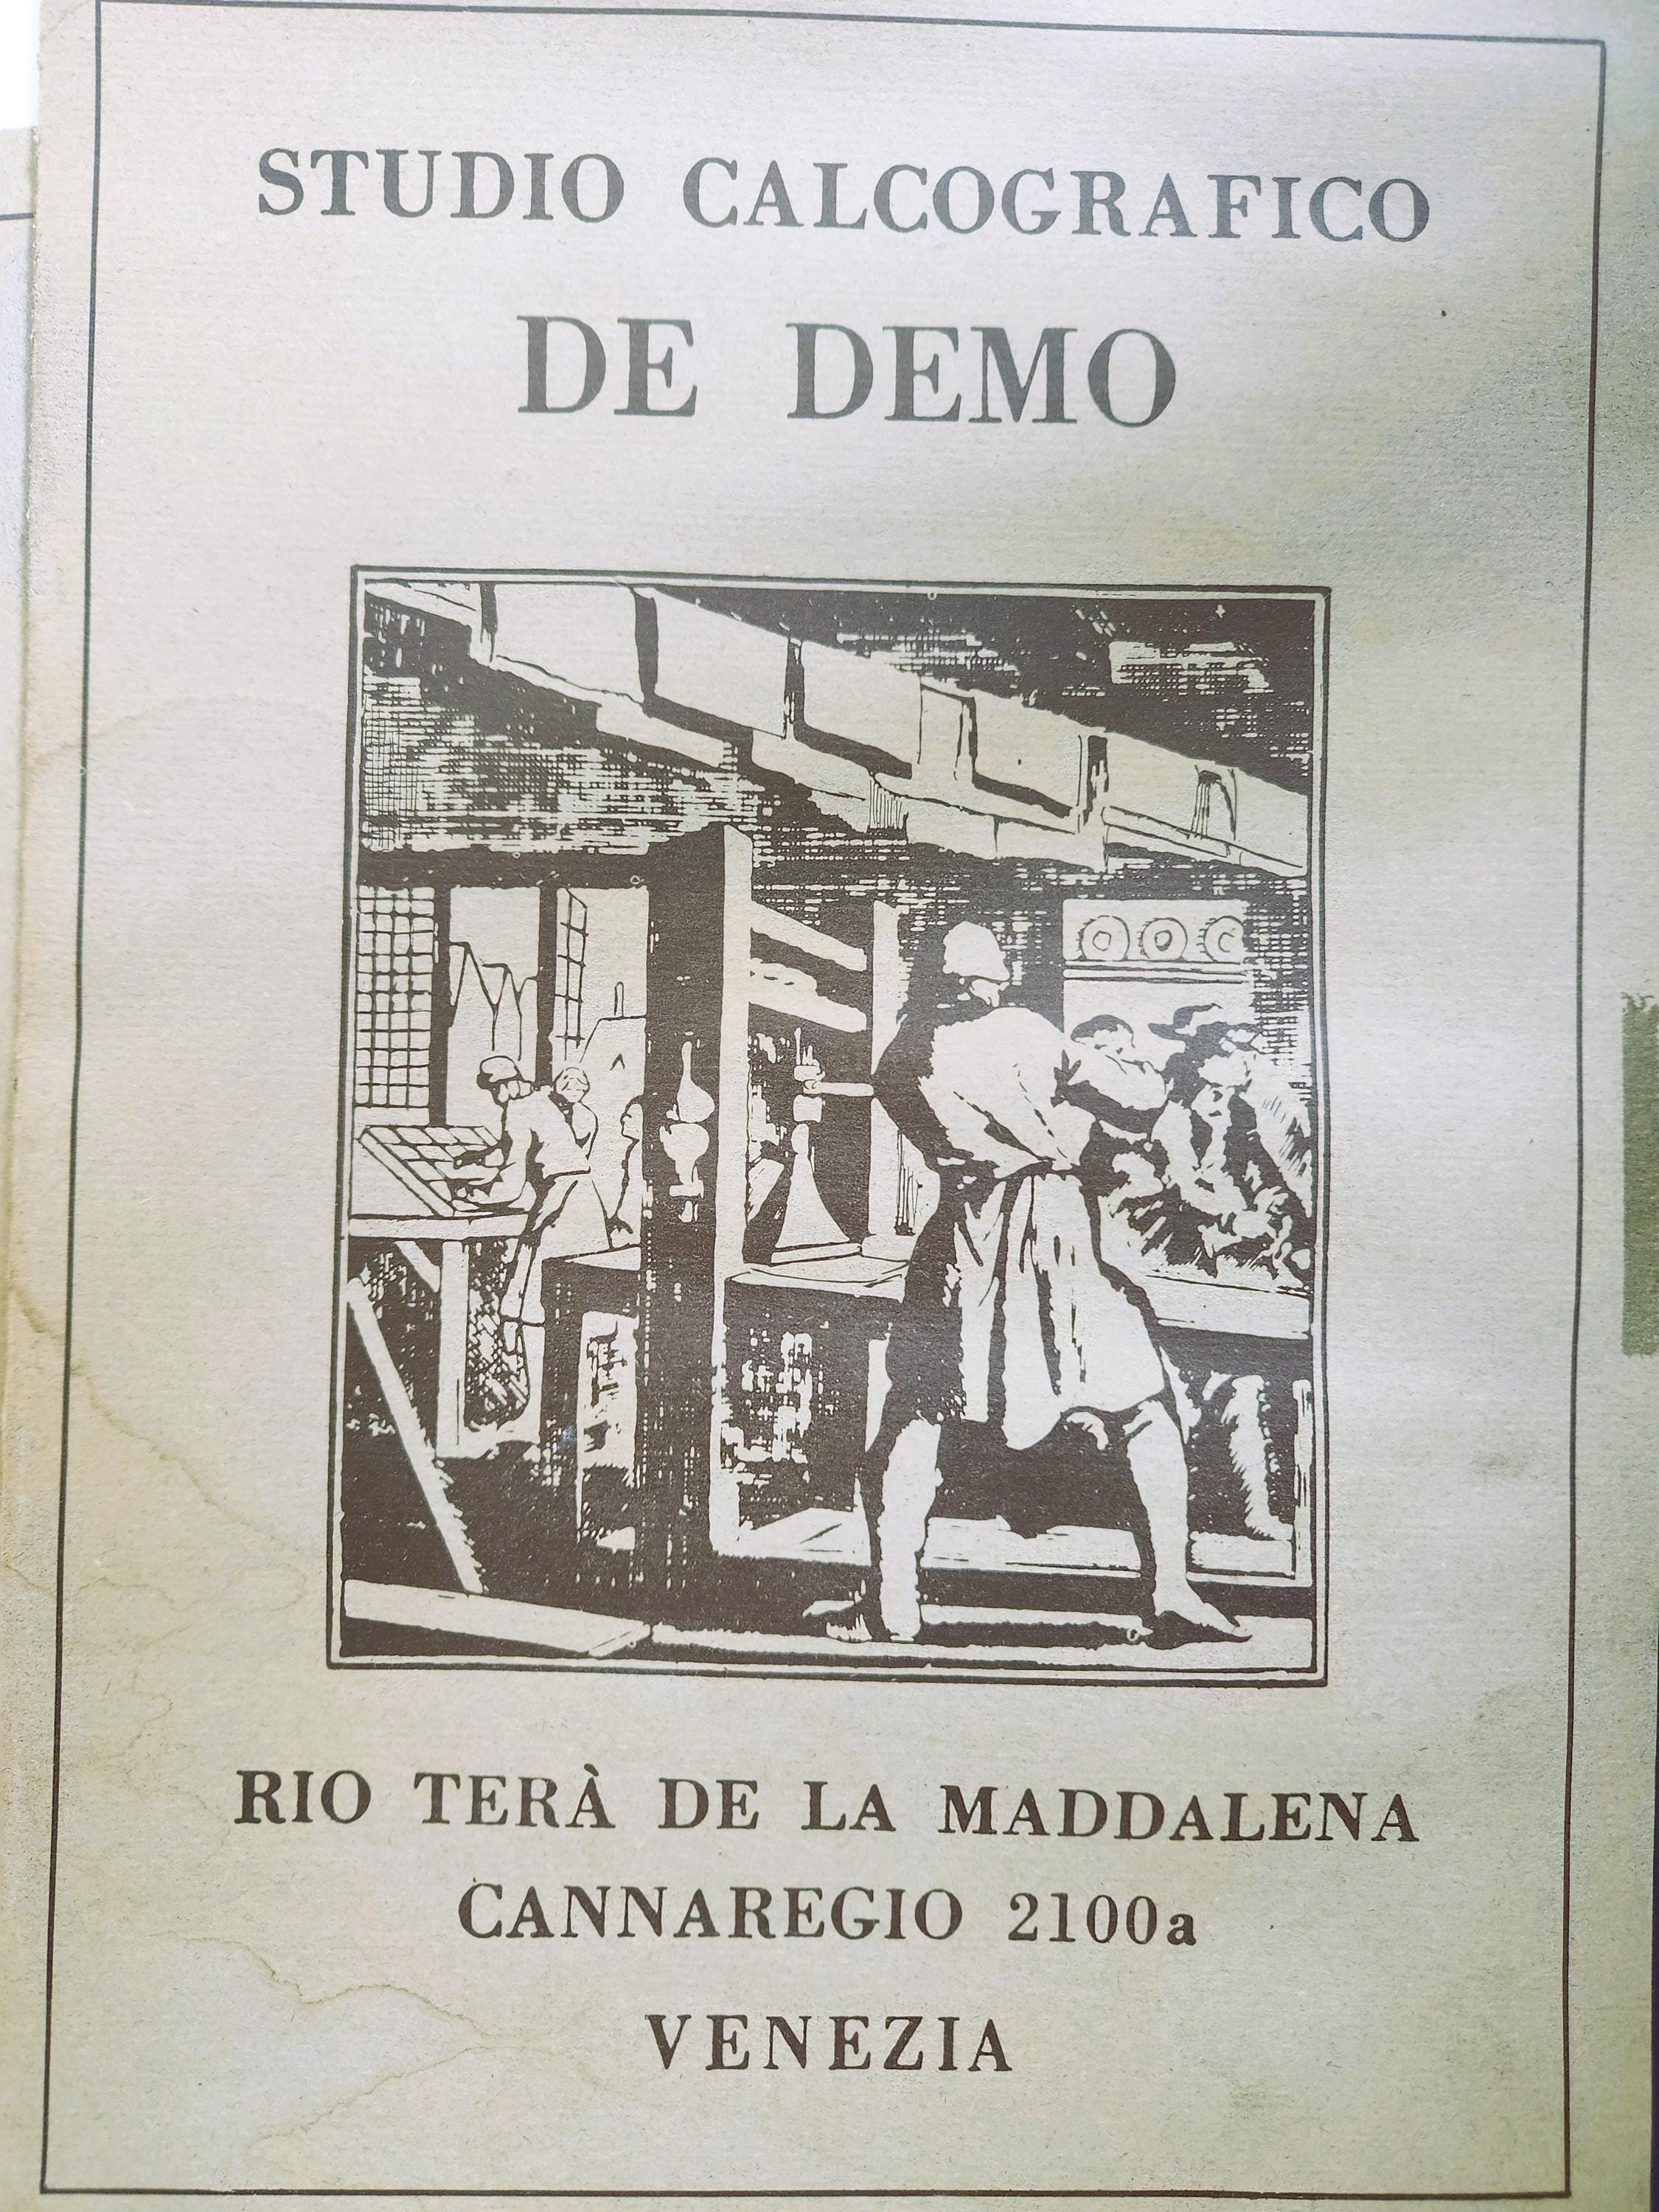 STUDIO CALCOGRAFICO
DE DEMO
RIO TERÀ DE LA MADDALENA
CANNAREGIO 2100a
VENEZIA